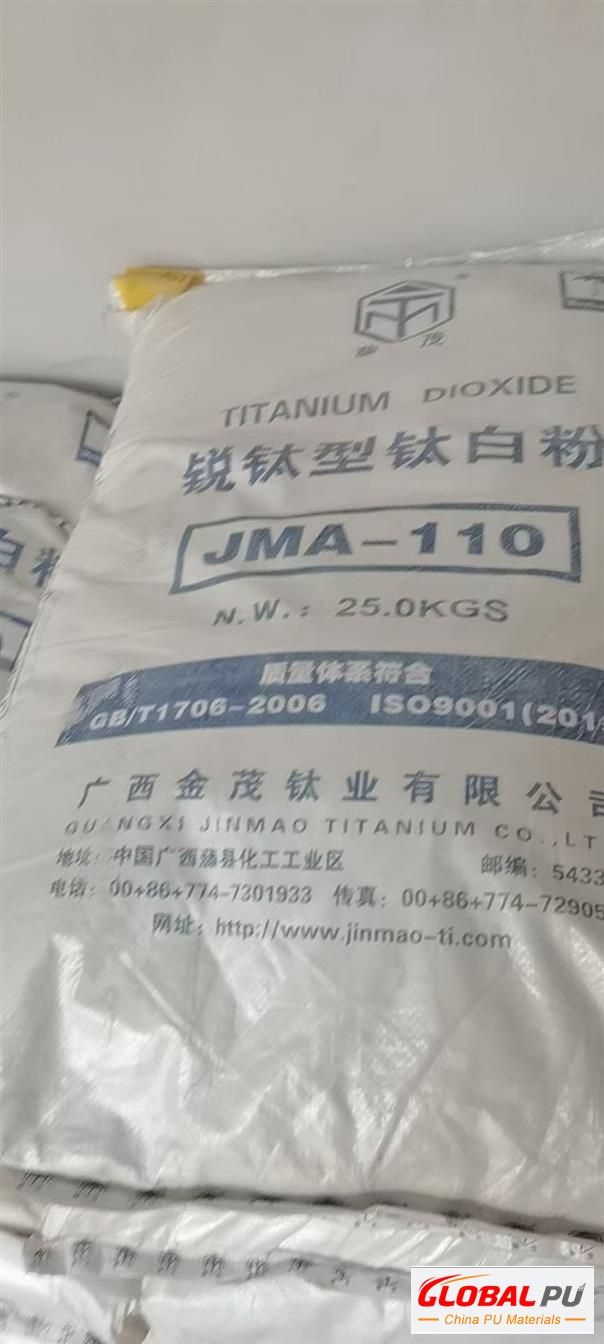 茂
TITANIUM DIOXIDE
锐钛型钛白粉
JMA-110
N.W.: 25.0KGS
质量体系符合
GB/T1706-2006 ISO9001(201
广西金茂钛业有限公司
GUANGXI JINMAO TITANIUM CO.,LT
地址: 中国广西藤县化工工业区 邮编: 5433
电话: 00+86+774-7301933 传真: 00+86+774-72905
网址: http://www.jinmao-ti.com
GLOBAL PU
China PU Materials